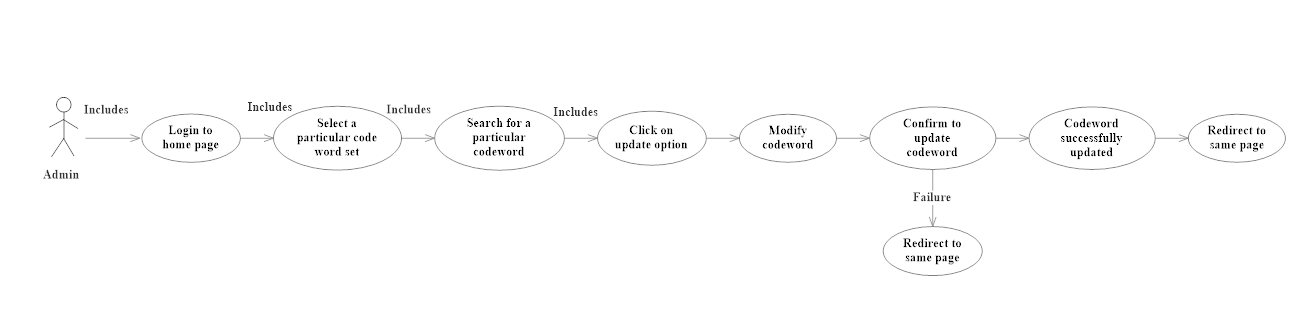 Includes
Admin
Login to
home page
Includes
Select a
particular code
word set
Includes
Search for a
particular
codeword
Includes
Click on
update option
Modify
codeword
Confirm to
update
codeword
Codeword
successfully
updated
Redirect to
same page
Failure
Redirect to
same page